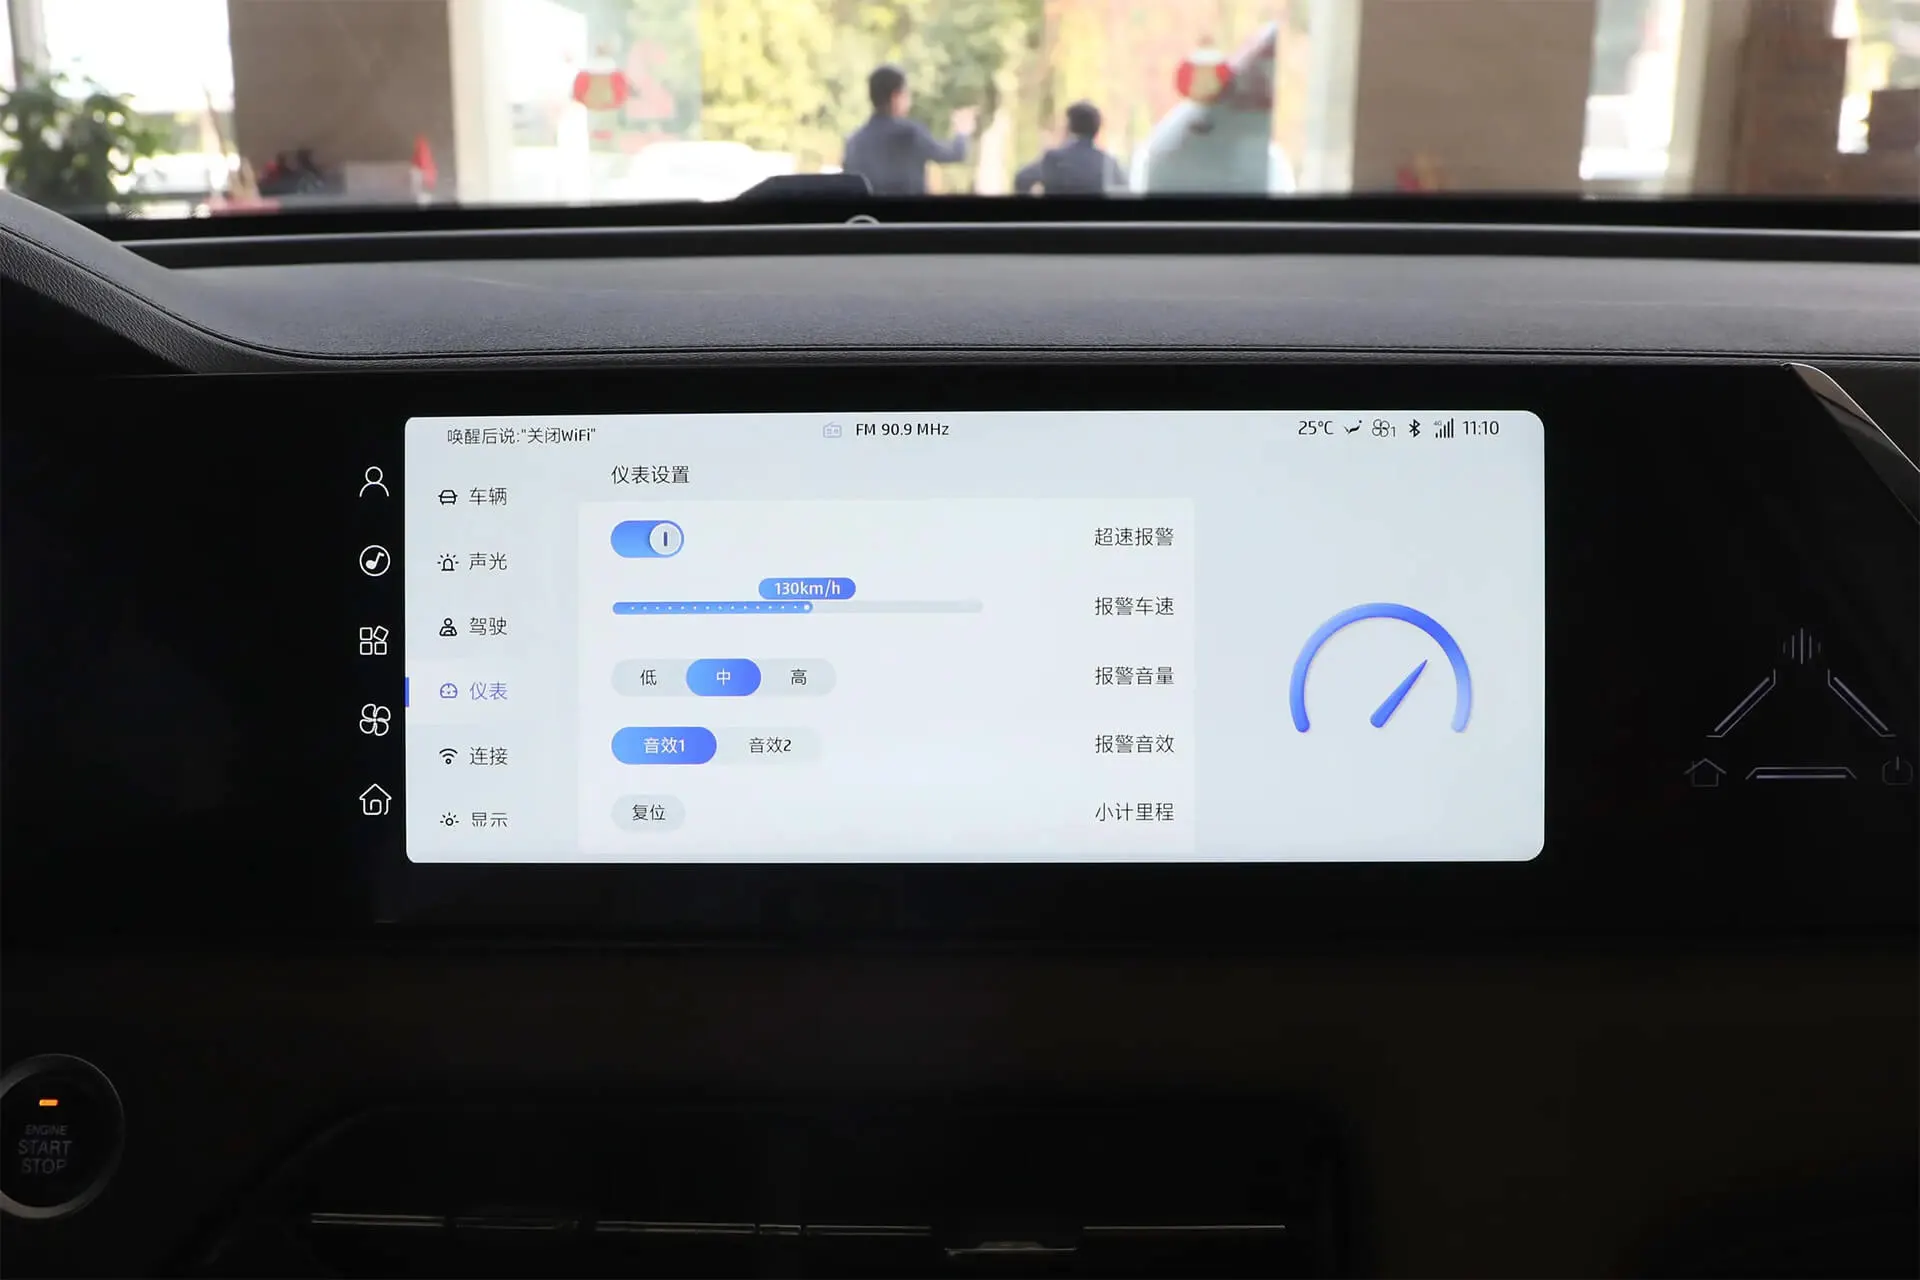 唤醒后说:"关闭WiFi"
FM 90.9 MHz
25℃
1
4G
11:10
车辆
声光
驾驶
仪表
连接
显示
仪表设置
超速报警
130km/h
报警车速
低 中 高
报警音量
音效1 音效2
报警音效
复位
小计里程
ENGINE
START
STOP